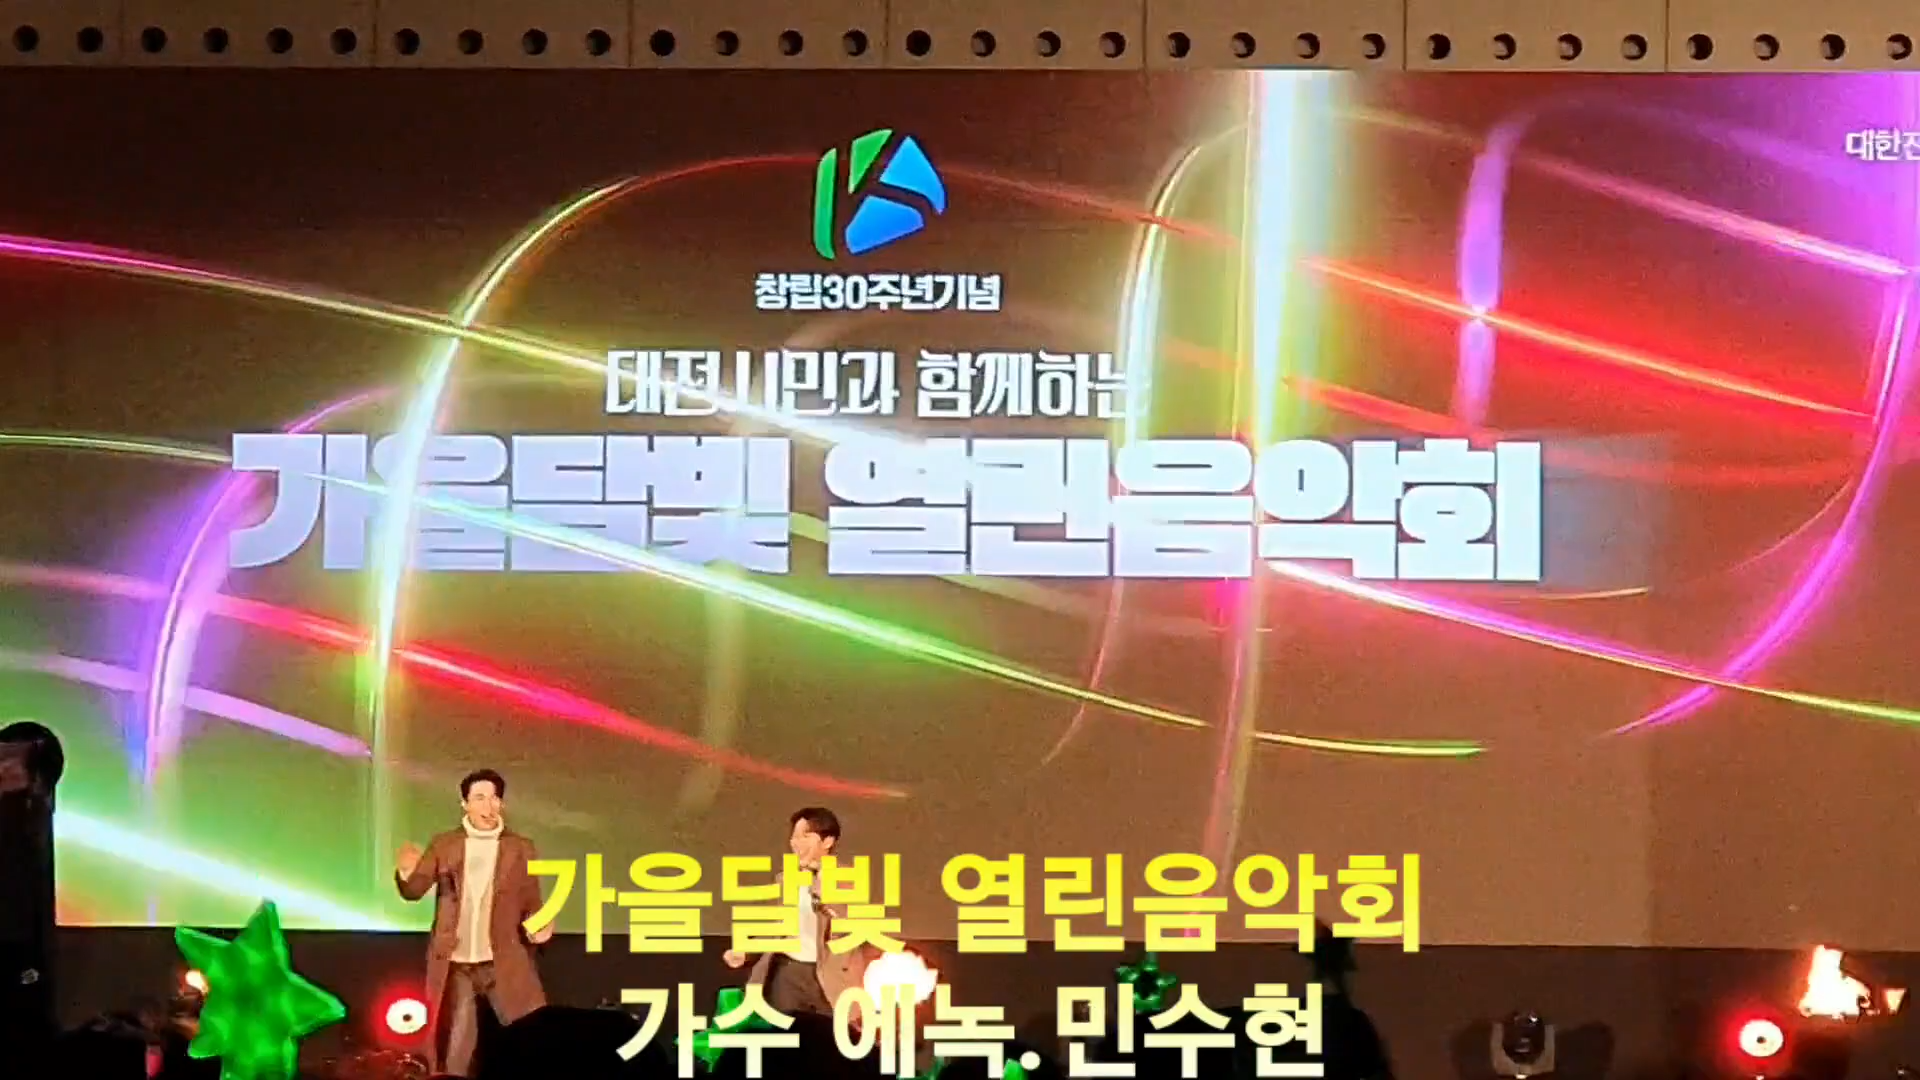 창립30주년기념
대한
대전시민과 함께하는
가을달빛 열린음악회
가을달빛 열린음악회
가수 에녹.민수현